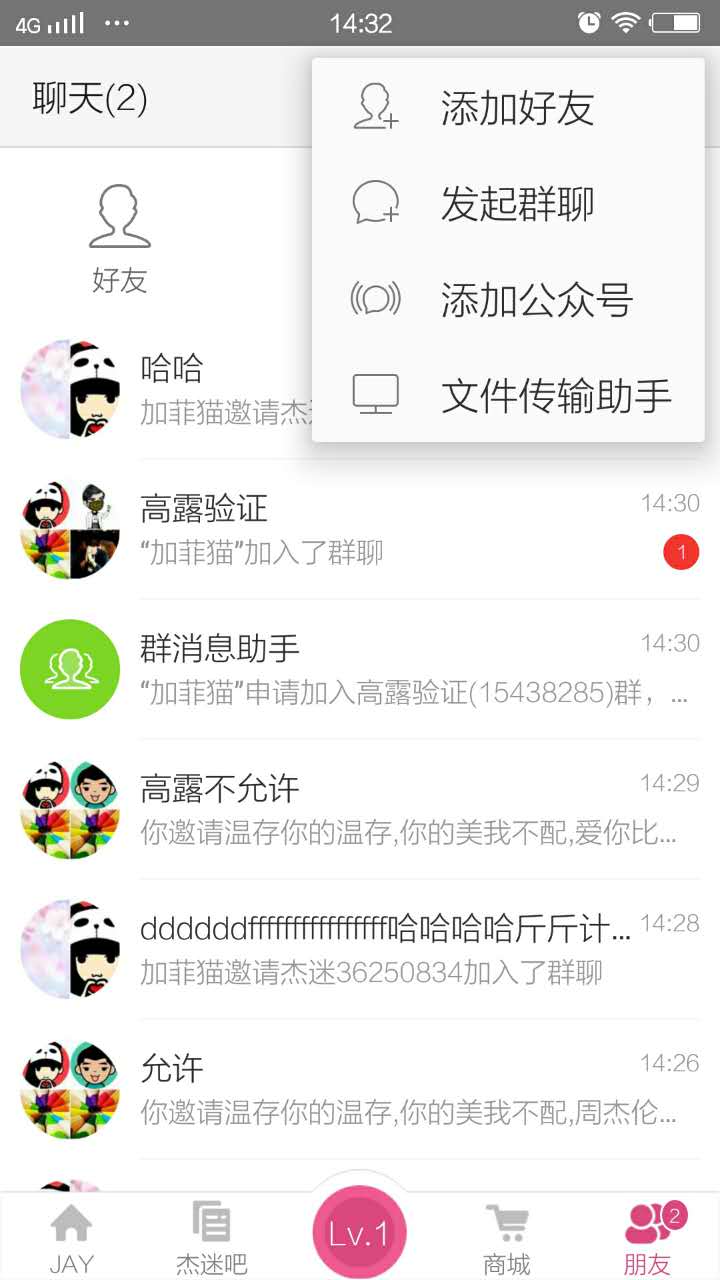 4G 14:32
聊天(2)
添加好友
发起群聊
添加公众号
文件传输助手
好友
哈哈
加菲猫邀请杰
高露验证 14:30
“加菲猫”加入了群聊 1
群消息助手 14:30
“加菲猫”申请加入高露验证(15438285)群，...
高露不允许 14:29
你邀请温存你的温存,你的美我不配,爱你比...
ddddddffffffffffffffffff哈哈哈哈斤斤计... 14:28
加菲猫邀请杰迷36250834加入了群聊
允许 14:26
你邀请温存你的温存,你的美我不配,周杰伦...
JAY 杰迷吧 Lv.1 商城 朋友 2